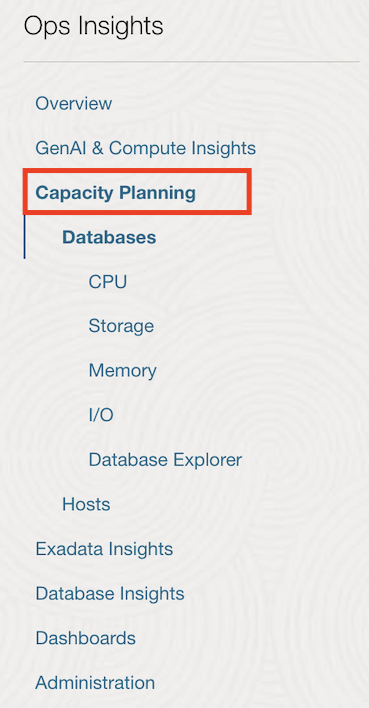 Ops Insights
Overview
GenAI & Compute Insights
Capacity Planning
Databases
CPU
Storage
Memory
I/O
Database Explorer
Hosts
Exadata Insights
Database Insights
Dashboards
Administration